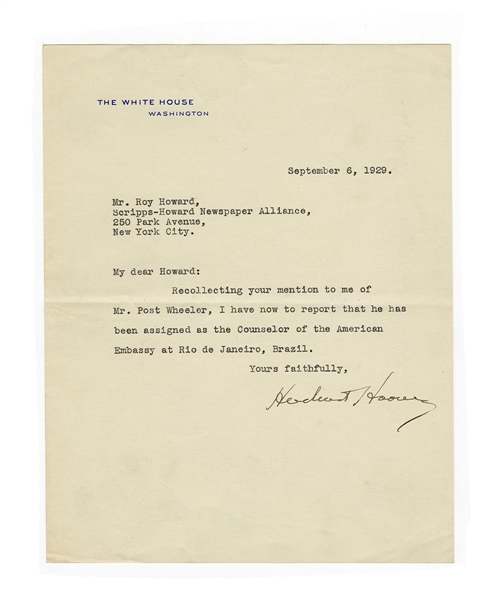 THE WHITE HOUSE
WASHINGTON
September 6, 1929.
Mr. Roy Howard,
Scripps-Howard Newspaper Alliance,
250 Park Avenue,
New York City.
My dear Howard:
Recollecting your mention to me of
Mr. Post Wheeler, I have now to report that he has
been assigned as the Counselor of the American
Embassy at Rio de Janeiro, Brazil.
Yours faithfully,
Herbert Hoover